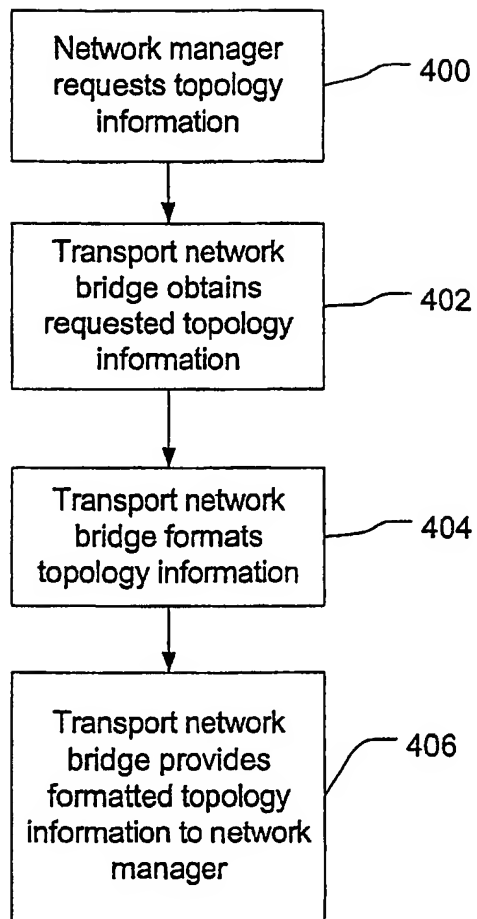 Network manager
requests topology
information
400
Transport network
bridge obtains
requested topology
information
402
Transport network
bridge formats
topology information
404
Transport network
bridge provides
formatted topology
information to network
manager
406